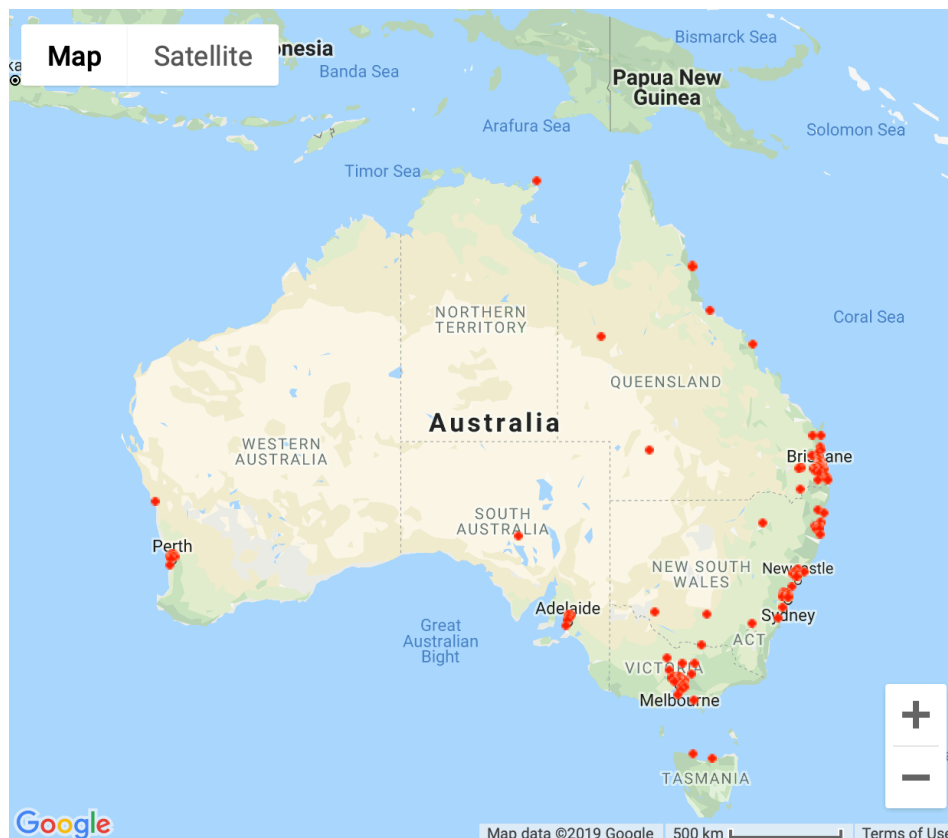 Map
Satellite
onesia
ka
Bismarck Sea
Banda Sea
Papua New
Guinea
Arafura Sea
Solomon Sea
Timor Sea
NORTHERN
TERRITORY
Coral Sea
QUEENSLAND
Australia
WESTERN
AUSTRALIA
Brisbane
SOUTH
AUSTRALIA
Perth
NEW SOUTH
WALES
Newcastle
Adelaide
Sydney
Great
Australian
Bight
ACT
VICTORIA
Melbourne
+
−
TASMANIA
Google
Map data ©2019 Google
500 km
Terms of Us